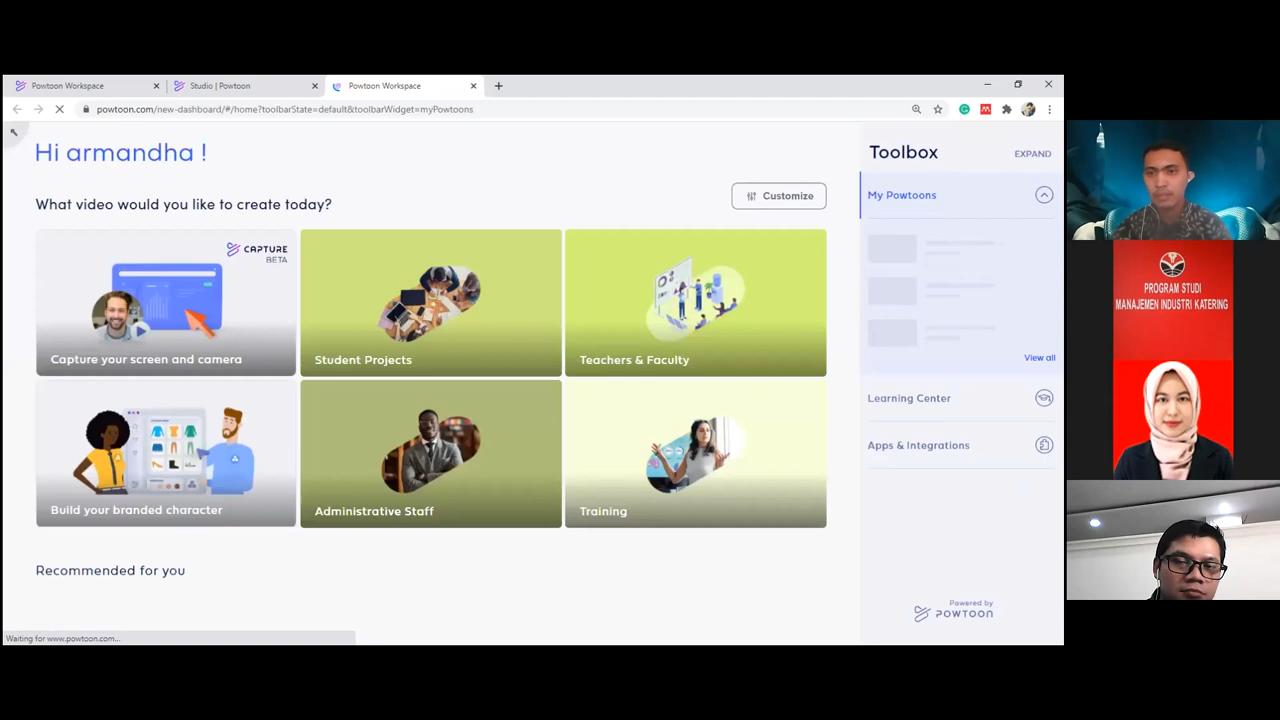 Powtoon Workspace
Studio | Powtoon
Powtoon Workspace
powtoon.com/new-dashboard/#/home?toolbarState=default&toolbarWidget=myPowtoons
Hi armandha !
What video would you like to create today?
Customize
CAPTURE
BETA
Capture your screen and camera
Student Projects
Teachers & Faculty
Build your branded character
Administrative Staff
Training
Recommended for you
Waiting for www.powtoon.com...
Toolbox
EXPAND
My Powtoons
View all
Learning Center
Apps & Integrations
Powered by
POWTOON
PROGRAM STUDI
MANAJEMEN INDUSTRI KATERING